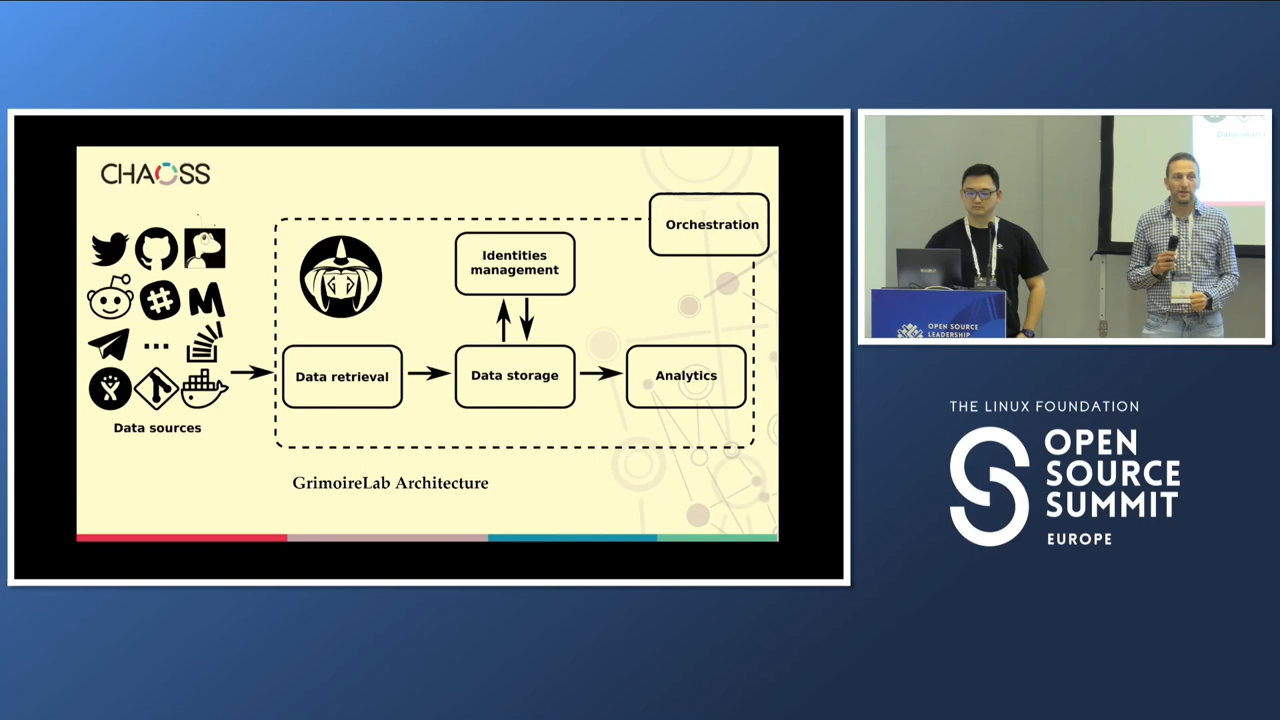 CHAOSS
Orchestration
Identities
management
Data retrieval
Data storage
Analytics
Data sources
GrimoireLab Architecture
OPEN SOURCE
LEADERSHIP
THE LINUX FOUNDATION
OPEN
SOURCE
SUMMIT
EUROPE